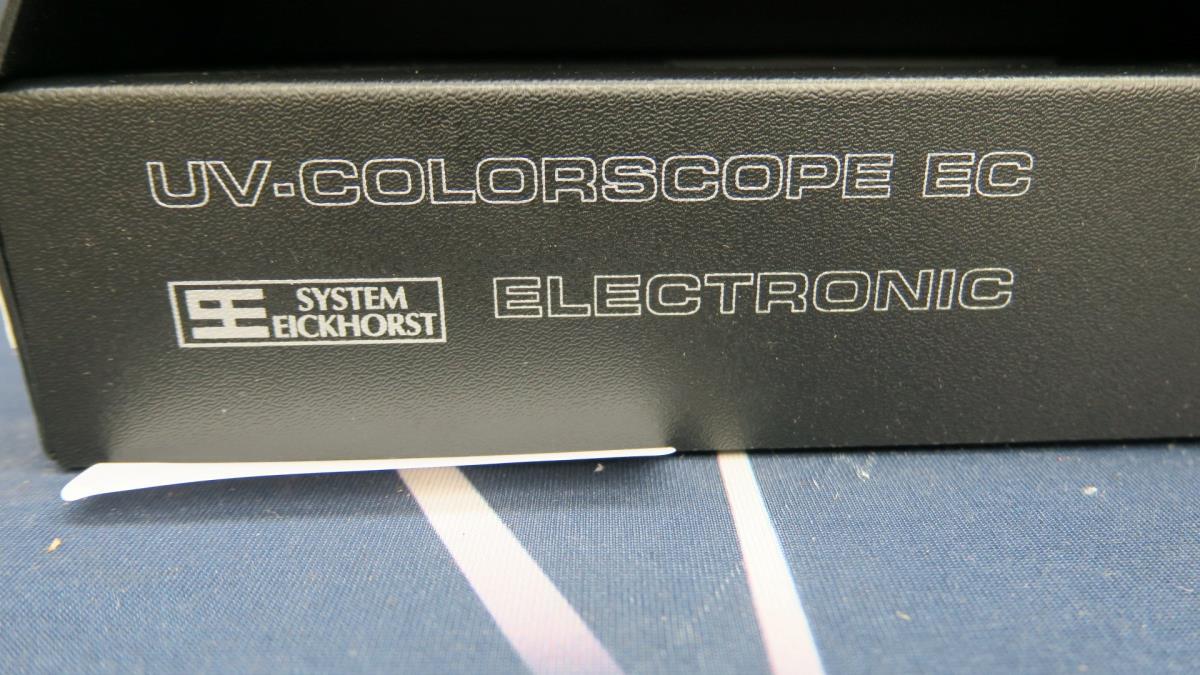 UV-COLORSCOPE EC
SYSTEM
EICKHORST
ELECTRONIC